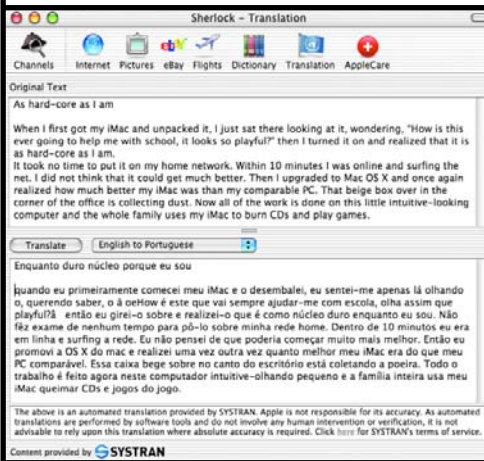 Sherlock – Translation
Channels Internet Pictures eBay Flights Dictionary Translation AppleCare
Original Text
As hard-core as I am
When I first got my iMac and unpacked it, I just sat there looking at it, wondering, "How is this
ever going to help me with school, it looks so playful?" then I turned it on and realized that it is
as hard-core as I am.
It took no time to put it on my home network. Within 10 minutes I was online and surfing the
net. I did not think that it could get much better. Then I upgraded to Mac OS X and once again
realized how much better my iMac was than my comparable PC. That beige box over in the
corner of the office is collecting dust. Now all of the work is done on this little intuitive-looking
computer and the whole family uses my iMac to burn CDs and play games.
Translate English to Portuguese
Enquanto duro núcleo porque eu sou
quando eu primeiramente comecei meu iMac e o desembalei, eu sentei-me apenas lá olhando
o, querendo saber, o â oeHow é este que vai sempre ajudar-me com escola, olha assim que
playful?â então eu girei-o sobre e realizei-o que é como núcleo duro enquanto eu sou. Não
fêz exame de nenhum tempo para pô-lo sobre minha rede home. Dentro de 10 minutos eu era
em linha e surfing a rede. Eu não pensei de que poderia começar muito mais melhor. Então eu
promovi a OS X do mac e realizei uma vez outra vez quanto melhor meu iMac era do que meu
PC comparável. Essa caixa bege sobre no canto do escritório está coletando a poeira. Todo o
trabalho é feito agora neste computador intuitive-olhando pequeno e a família inteira usa meu
iMac queimar CDs e jogos do jogo.
The above is an automated translation provided by SYSTRAN. Apple is not responsible for its accuracy. As automated
translations are performed by software tools and do not involve any human intervention or verification, it is not
advisable to rely upon this translation where absolute accuracy is required. Click here for SYSTRAN's terms of service.
Content provided by SYSTRAN